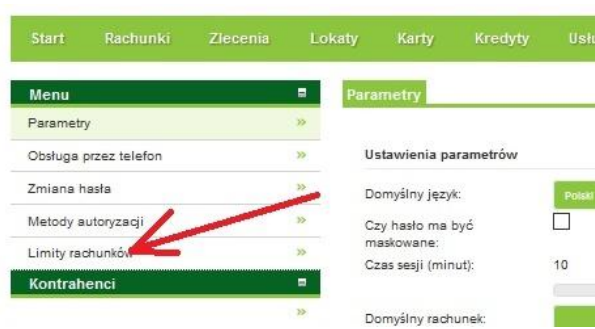 Start Rachunki Zlecenia Lokaty Karty Kredyty
Menu
Parametry
Obsługa przez telefon
Zmiana hasła
Metody autoryzacji
Limity rachunków
Kontrahenci
Parametry
Ustawienia parametrów
Domyślny język: Polski
Czy hasło ma być
maskowane:
Czas sesji (minut): 10
Domyślny rachunek: